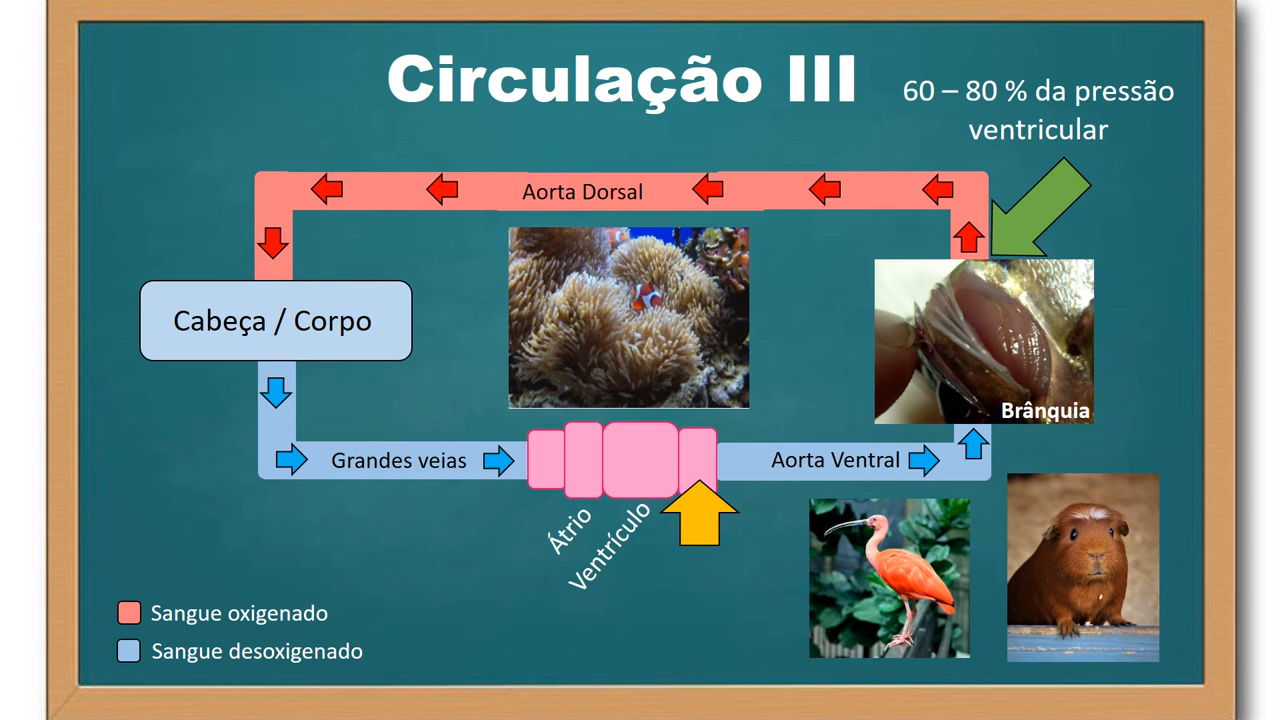 Circulação III
60 – 80 % da pressão
ventricular
Aorta Dorsal
Cabeça / Corpo
Brânquia
Grandes veias
Aorta Ventral
Átrio
Ventrículo
Sangue oxigenado
Sangue desoxigenado